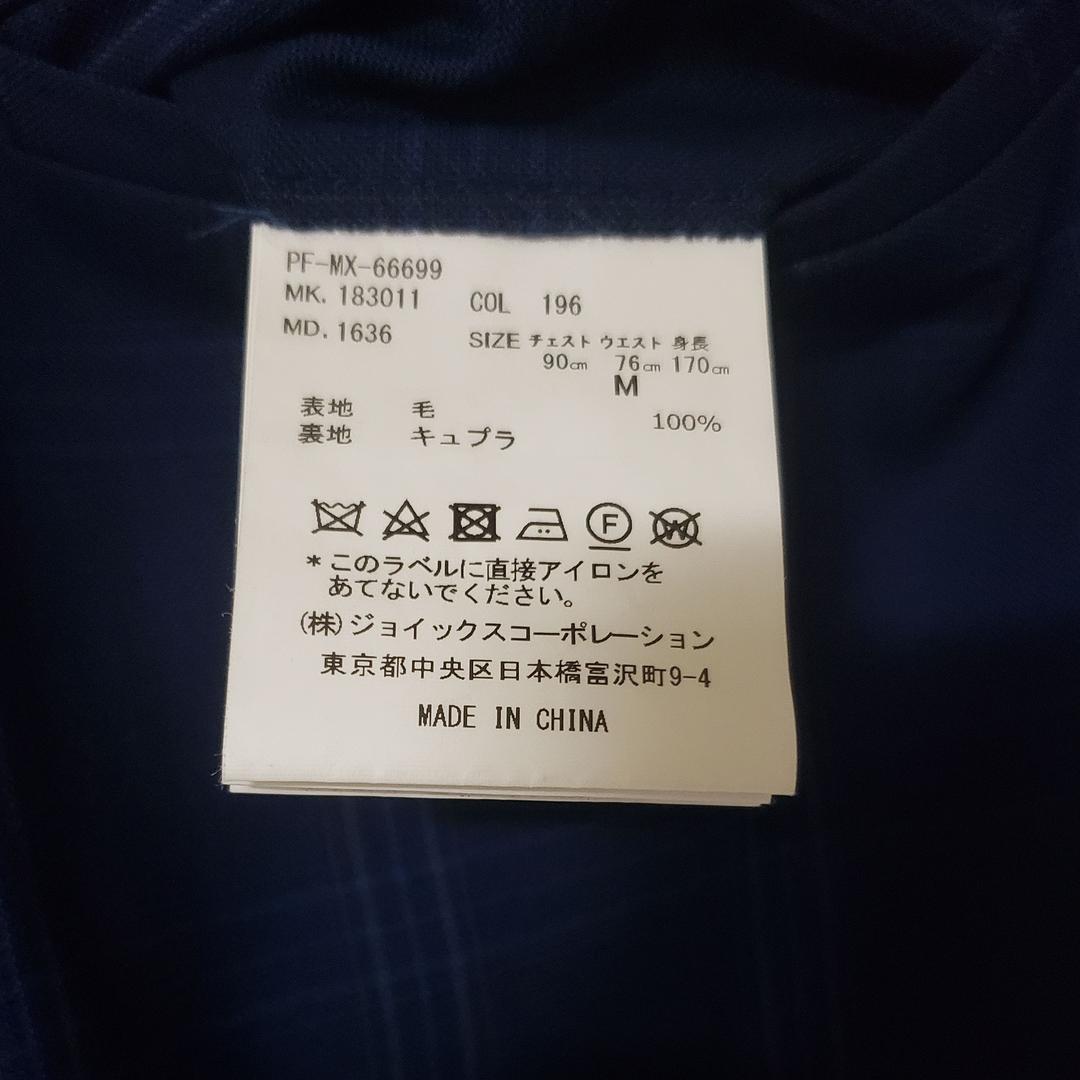 PF-MX-66699
MK. 183011 COL 196
MD. 1636 SIZE チェスト ウエスト 身長
90cm 76cm 170cm
M
表地 毛 100%
裏地 キュプラ
F W
*このラベルに直接アイロンを
あてないでください。
(株)ジョイックスコーポレーション
東京都中央区日本橋富沢町9-4
MADE IN CHINA